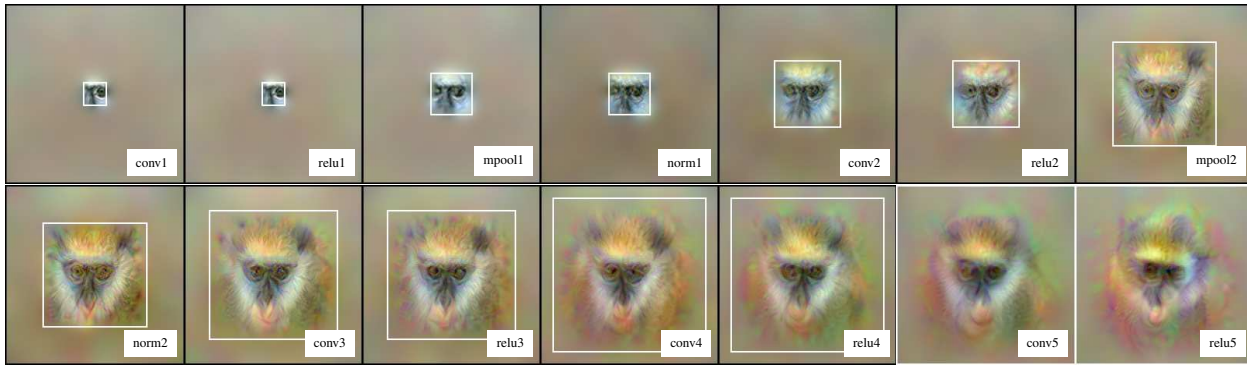 conv1
relu1
mpool1
norm1
conv2
relu2
mpool2
norm2
conv3
relu3
conv4
relu4
conv5
relu5